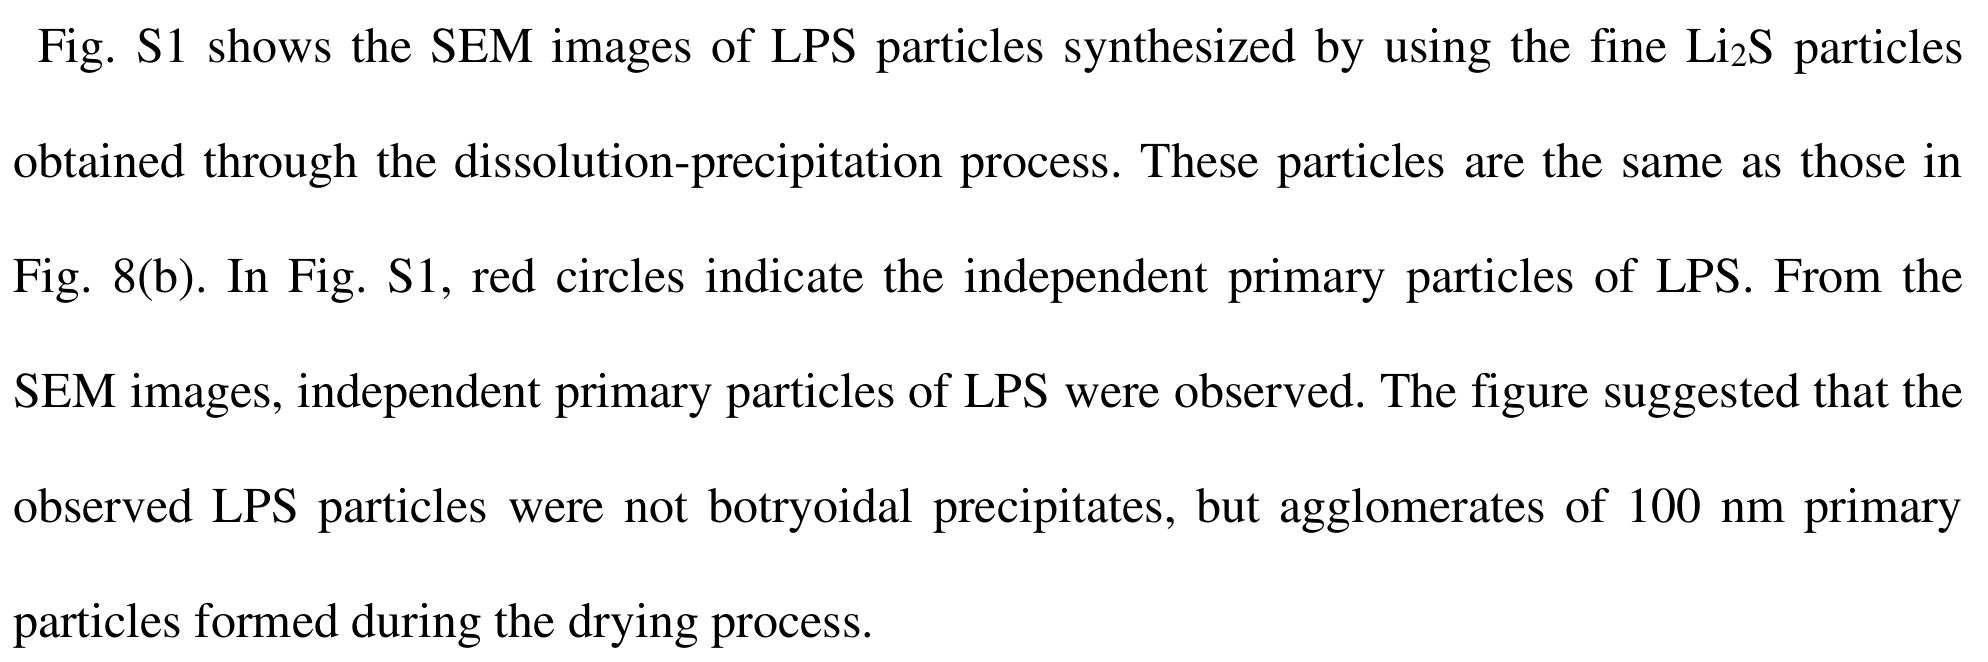 Fig. S1 shows the SEM images of LPS particles synthesized by using the fine Li₂S particles
obtained through the dissolution-precipitation process. These particles are the same as those in
Fig. 8(b). In Fig. S1, red circles indicate the independent primary particles of LPS. From the
SEM images, independent primary particles of LPS were observed. The figure suggested that the
observed LPS particles were not botryoidal precipitates, but agglomerates of 100 nm primary
particles formed during the drying process.